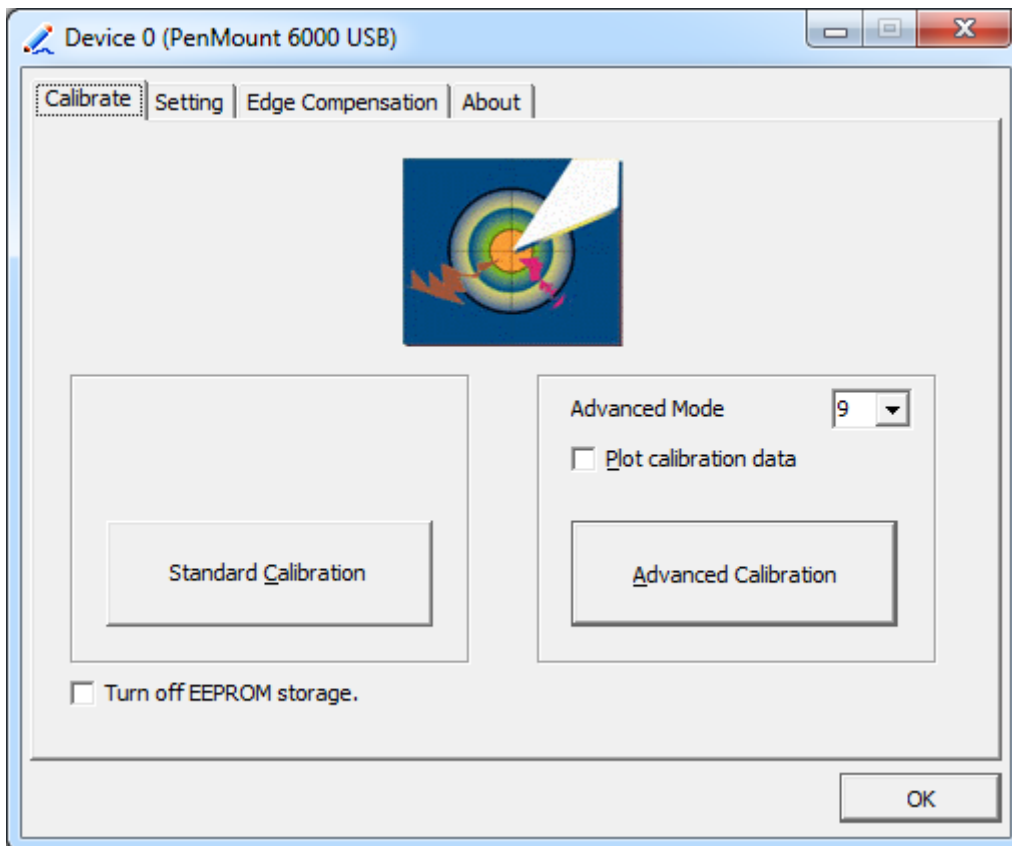 Device 0 (PenMount 6000 USB)
Calibrate Setting Edge Compensation About
Advanced Mode 9
Plot calibration data
Standard Calibration
Advanced Calibration
Turn off EEPROM storage.
OK